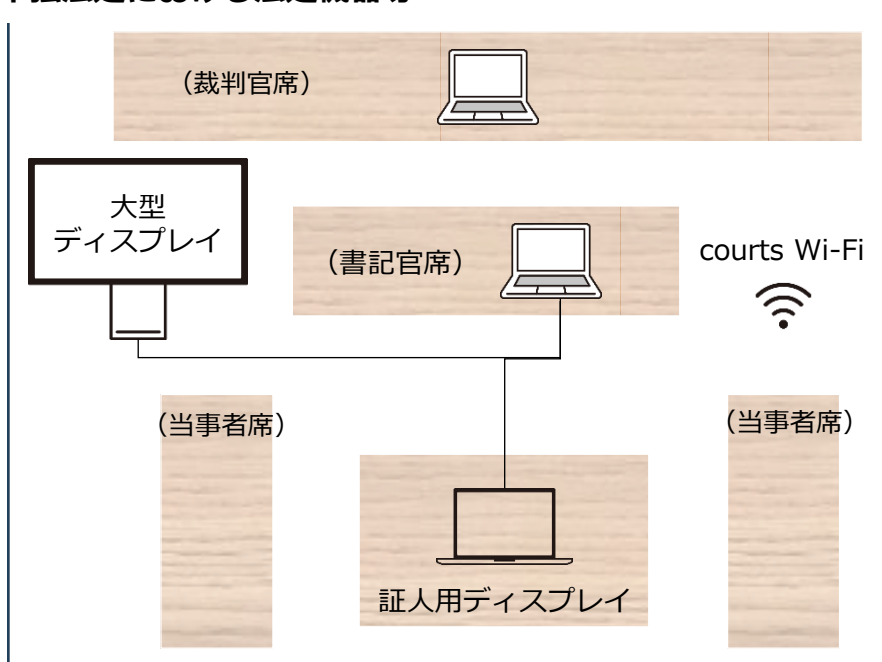 (裁判官席)
大型
ディスプレイ
(書記官席)
courts Wi-Fi
(当事者席)
(当事者席)
証人用ディスプレイ